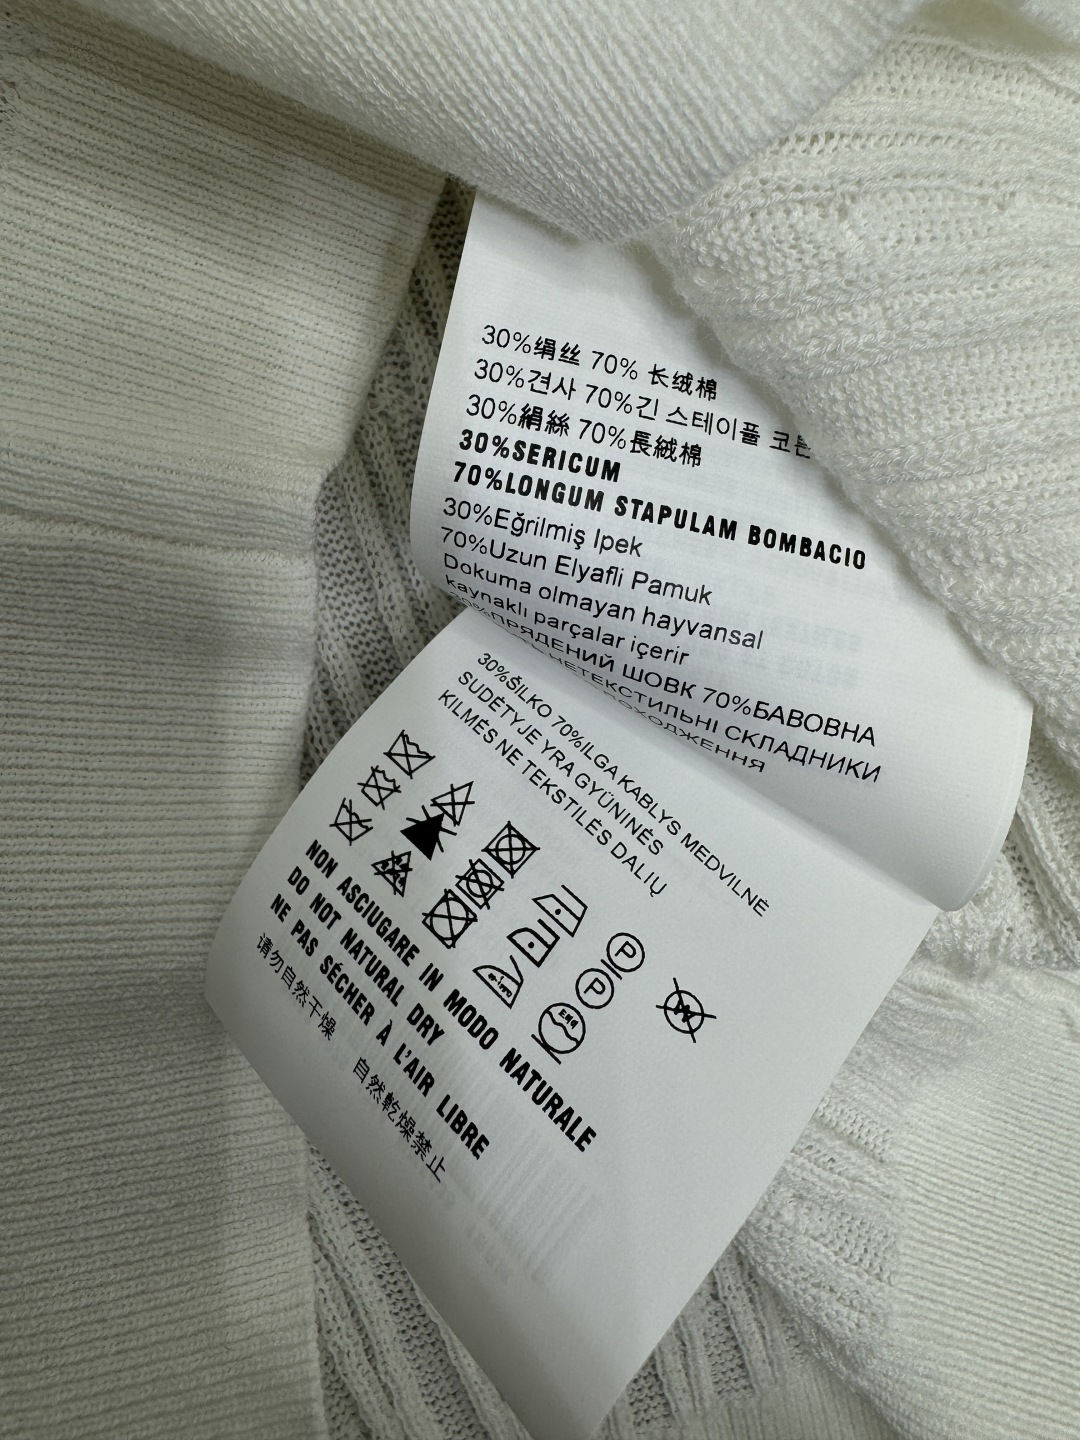 30%绢丝 70% 长绒棉
30%견사 70%긴 스테이플
30%絹絲 70%長絨棉
30%SERICUM
70%LONGUM STAPULAM BOMBACIO
30%Eğrilmiş Ipek
70%Uzun Elyafli Pamuk
Dokuma olmayan hayvansal
kaynakli parçalar içerir
30%ПРЯДЕНИЙ ШОВК 70%БАВОВНА
НЕТЕКСТИЛЬНІ СКЛАДНИКИ
ПОХОДЖЕННЯ
30%ŠILKO 70%ILGA KABLYS MEDVILNĖ
SUDĖTYJE YRA GYŪNINĖS
KILMĖS NE TEKSTILĖS DALIŲ
P
P
W
NON ASCIUGARE IN MODO NATURALE
DO NOT NATURAL DRY
NE PAS SÉCHER À L'AIR LIBRE
请勿自然干燥 自然乾燥禁止